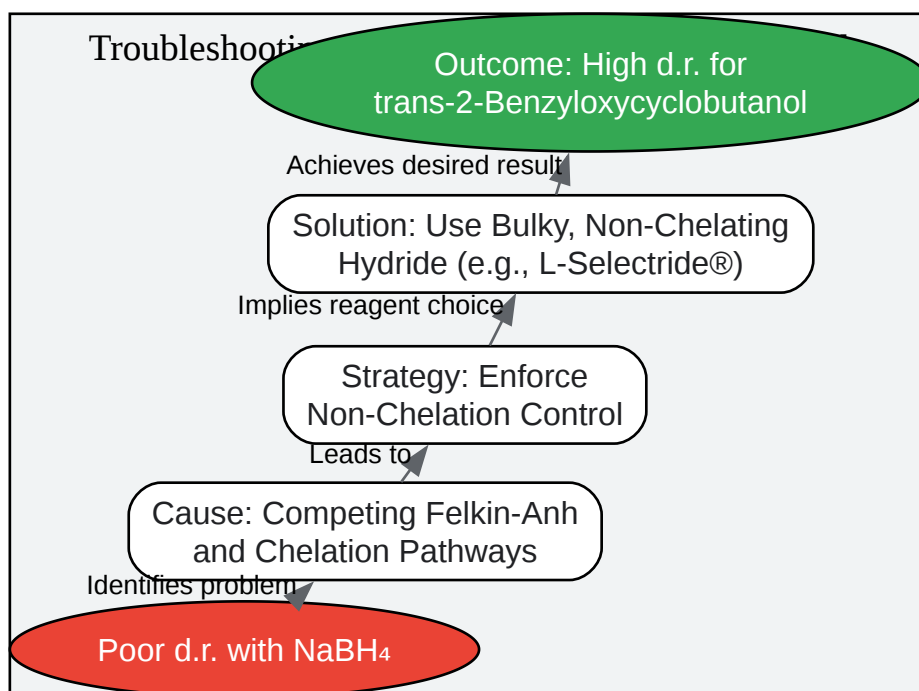 Outcome: High d.r. for
trans-2-Benzyloxycyclobutanol
Achieves desired result
Solution: Use Bulky, Non-Chelating
Hydride (e.g., L-Selectride®)
Implies reagent choice
Strategy: Enforce
Non-Chelation Control
Leads to
Cause: Competing Felkin-Anh
and Chelation Pathways
Identifies problem
Poor d.r. with NaBH₄